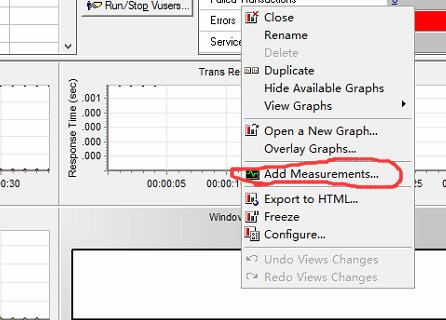 Run/Stop Vusers...
Failed Transactions
Errors
Service
Close
Rename
Delete
Duplicate
Hide Available Graphs
View Graphs
Open a New Graph...
Overlay Graphs...
Add Measurements...
Export to HTML...
Freeze
Configure...
Undo Views Changes
Redo Views Changes
Trans Re
Response Time (sec)
.001
.000
.000
.000
:00:30
00:00:05
00:00:1
25
Window